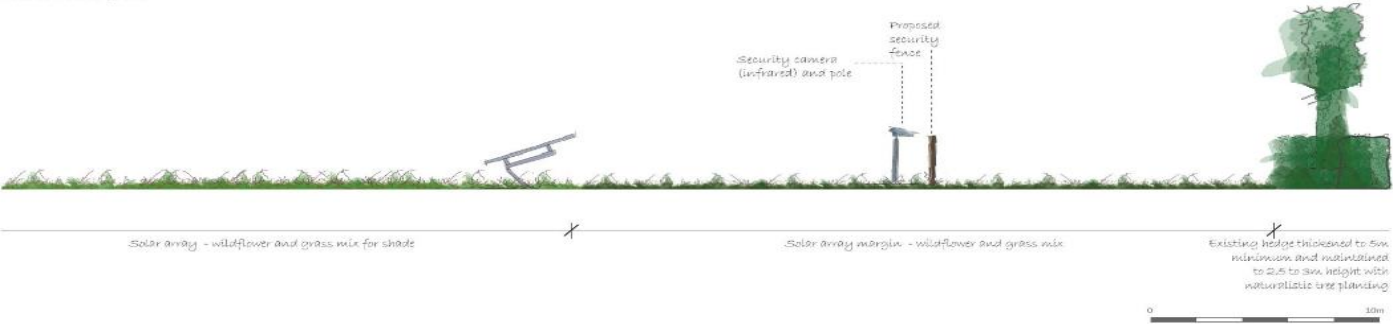 Proposed
security
fence
Security camera
(infrared) and pole
Solar array - wildflower and grass mix for shade
Solar array margin - wildflower and grass mix
Existing hedge thickened to 5m
minimum and maintained
to 2.5 to 3m height with
naturalistic tree planting
0 10m